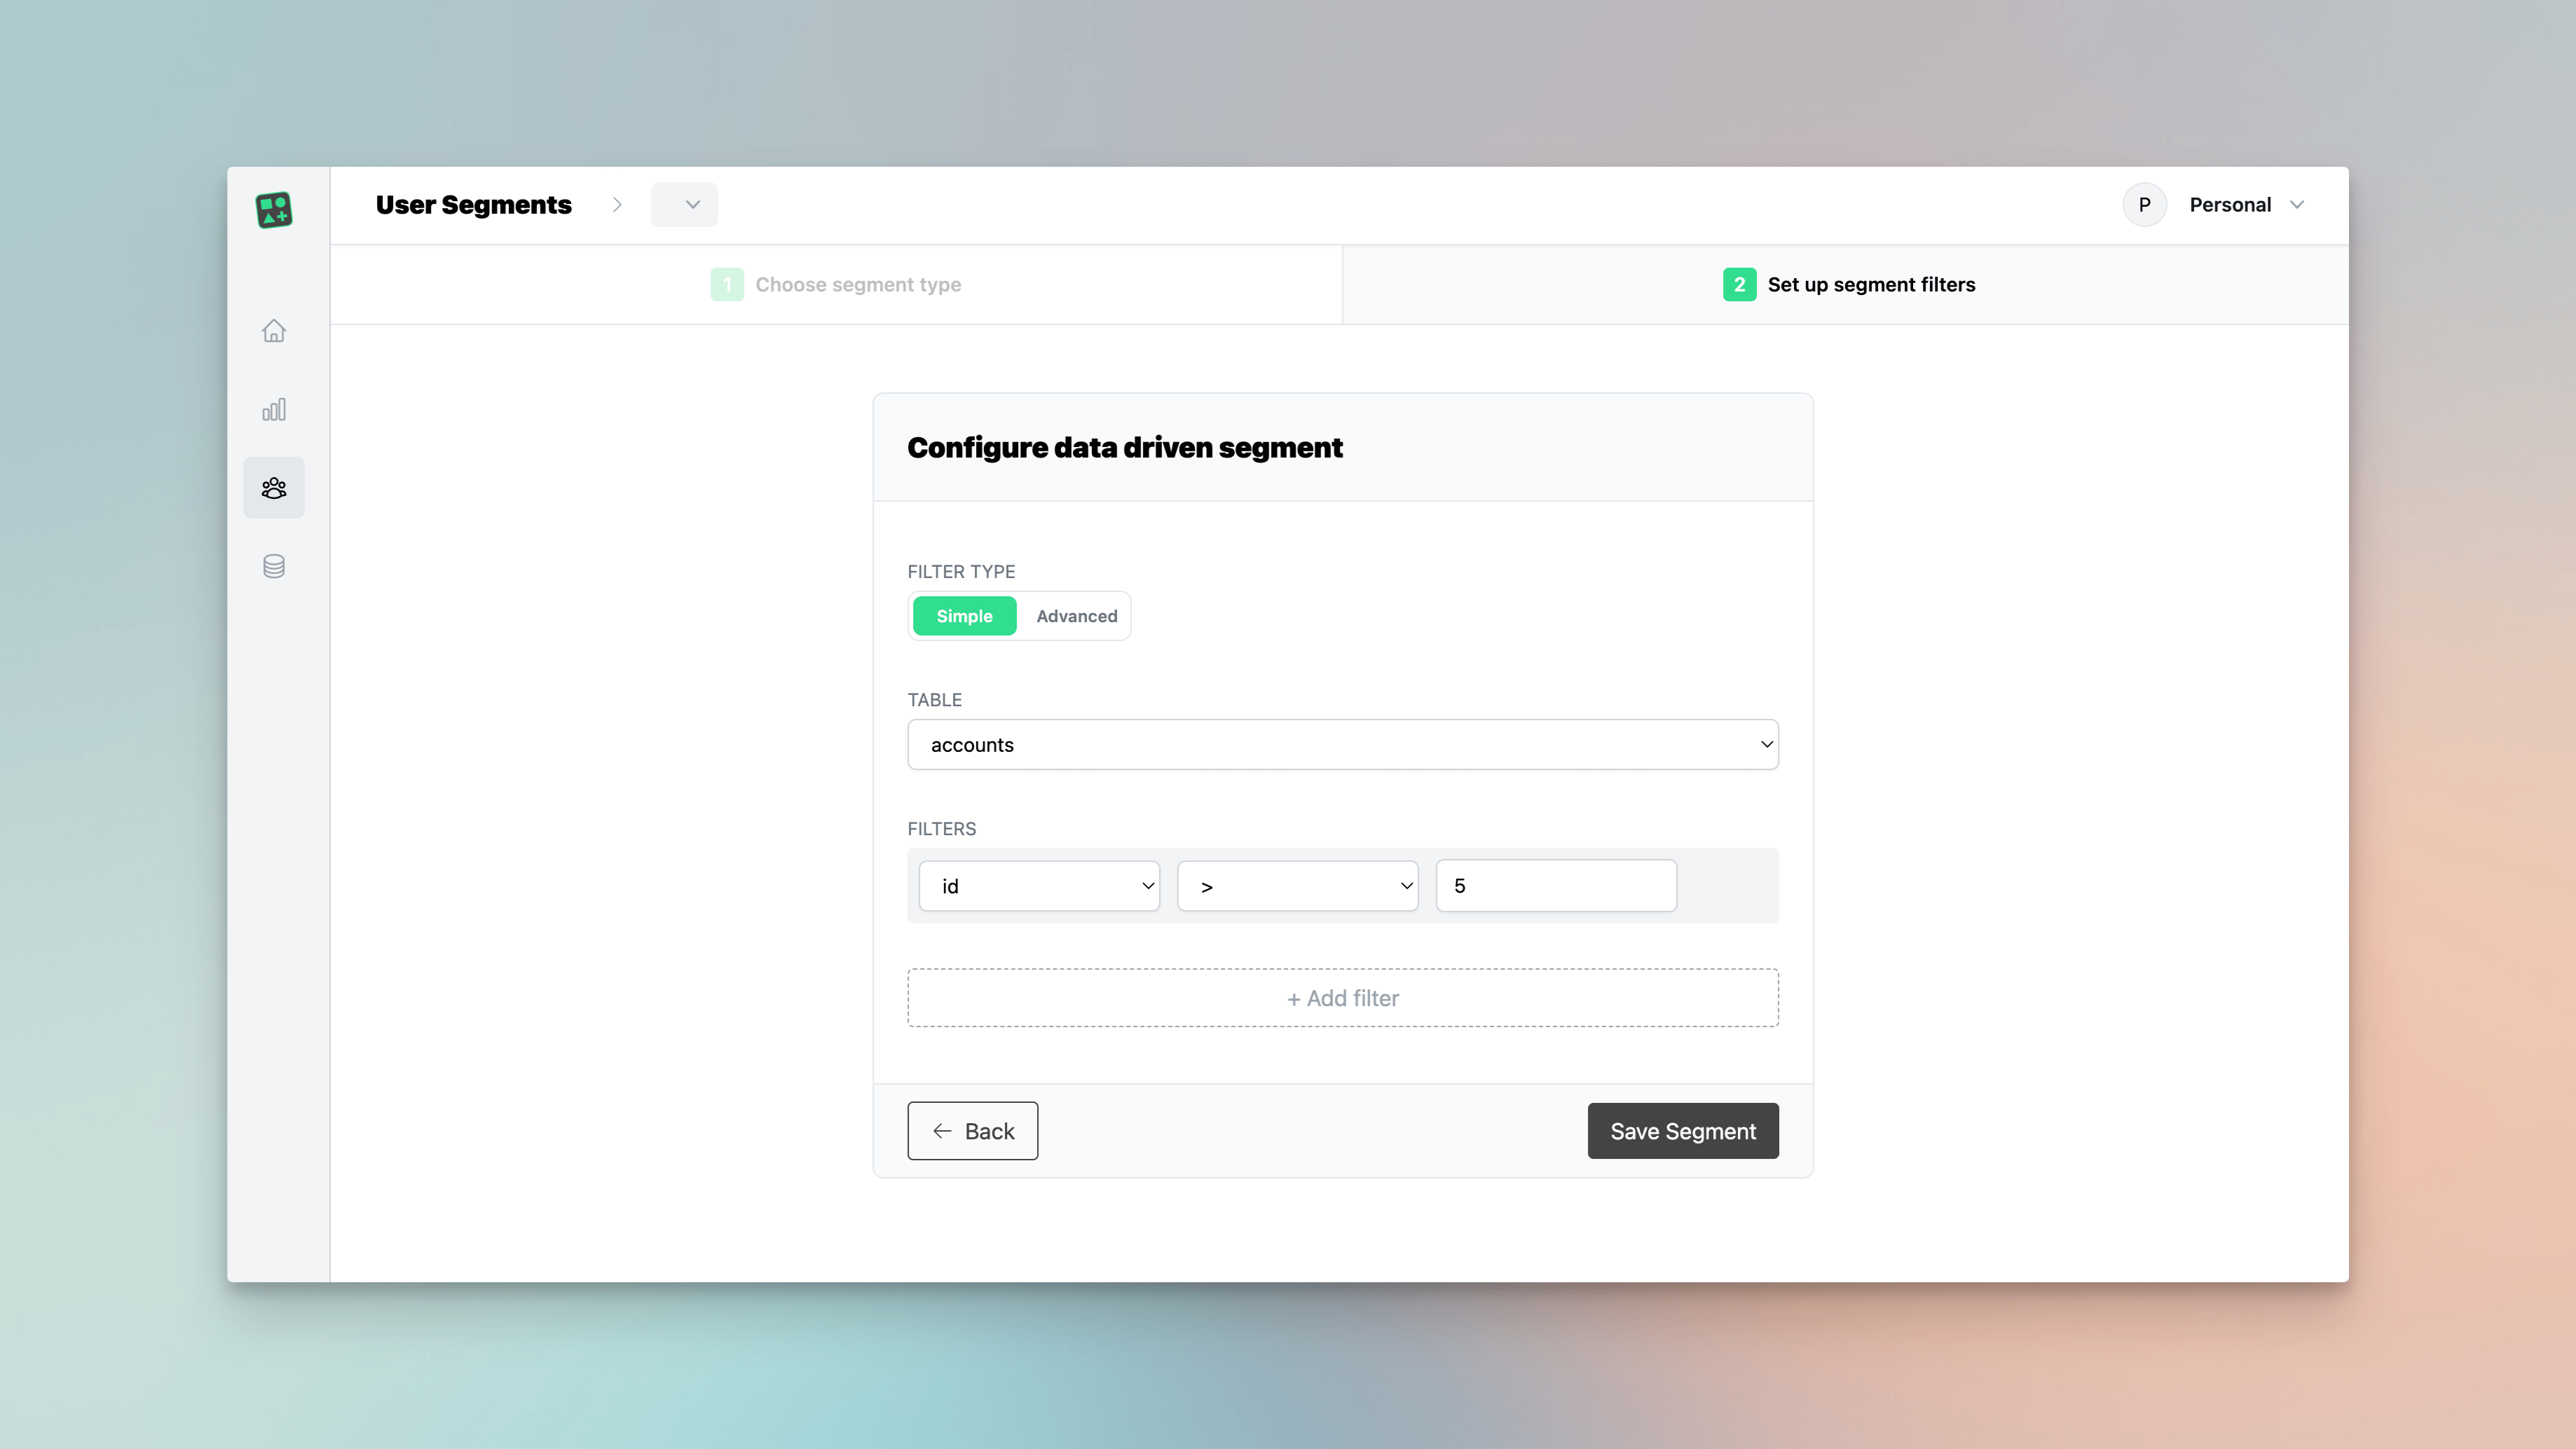 User Segments
P Personal
1 Choose segment type
2 Set up segment filters
Configure data driven segment
FILTER TYPE
Simple Advanced
TABLE
accounts
FILTERS
id > 5
+ Add filter
← Back
Save Segment